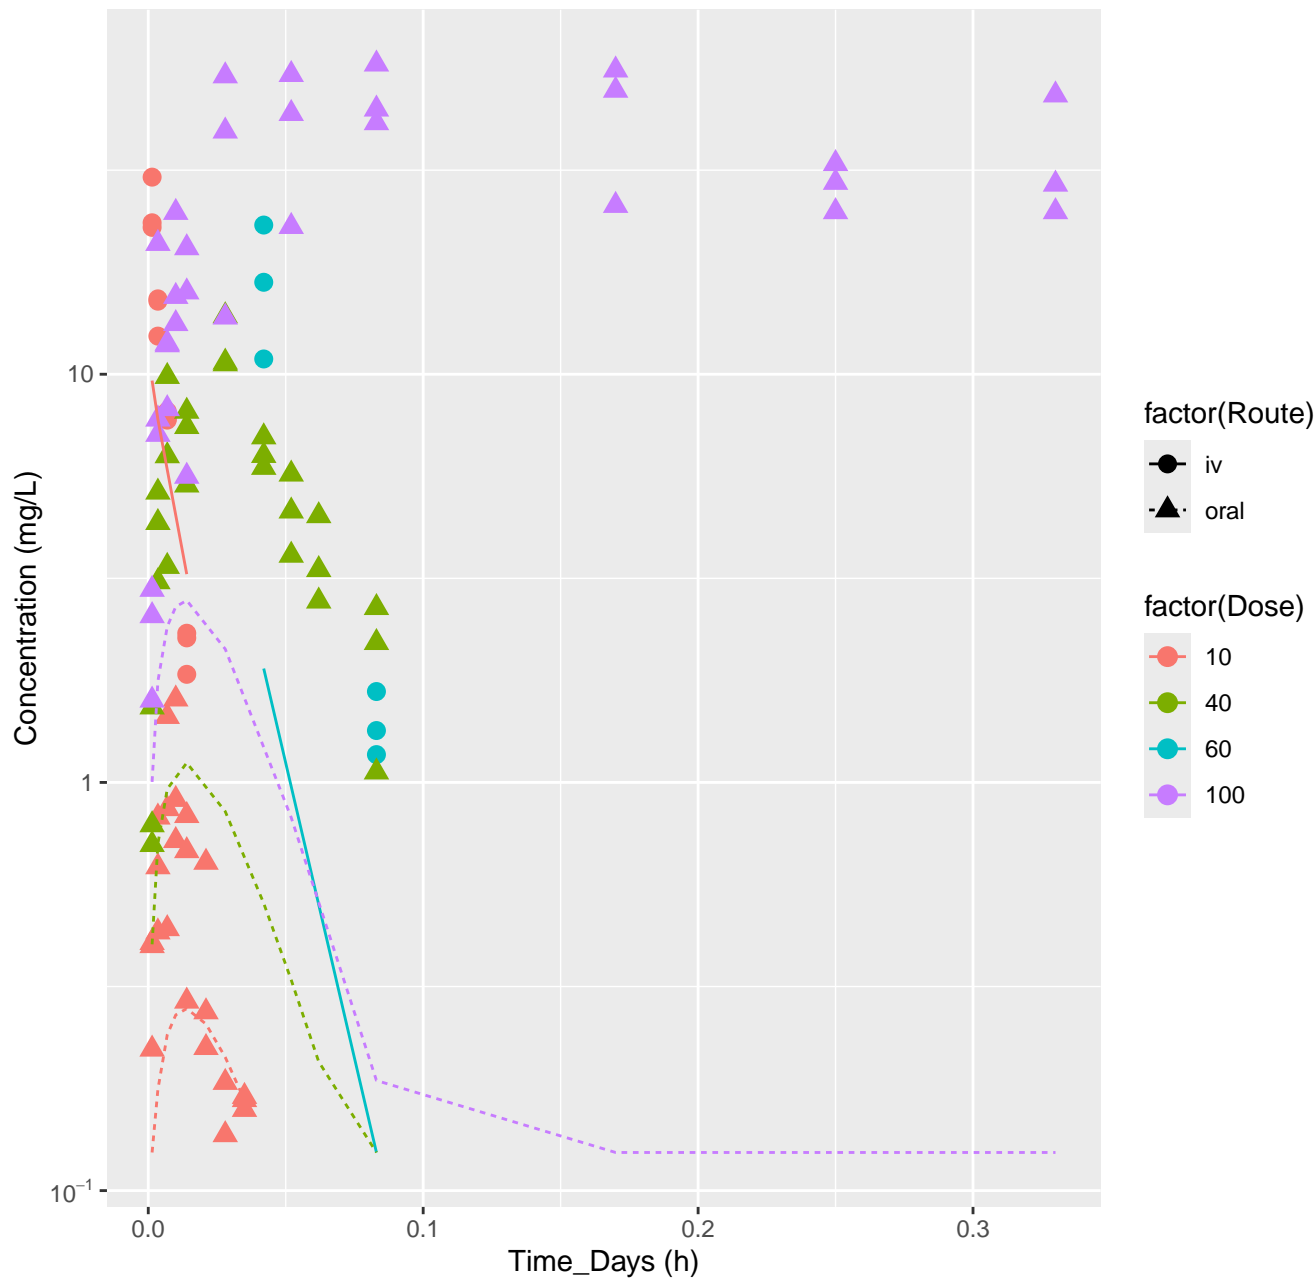 10
1
10⁻¹
0.0
0.1
0.2
0.3
Time_Days (h)
Concentration (mg/L)
factor(Route)
iv
oral
factor(Dose)
10
40
60
100